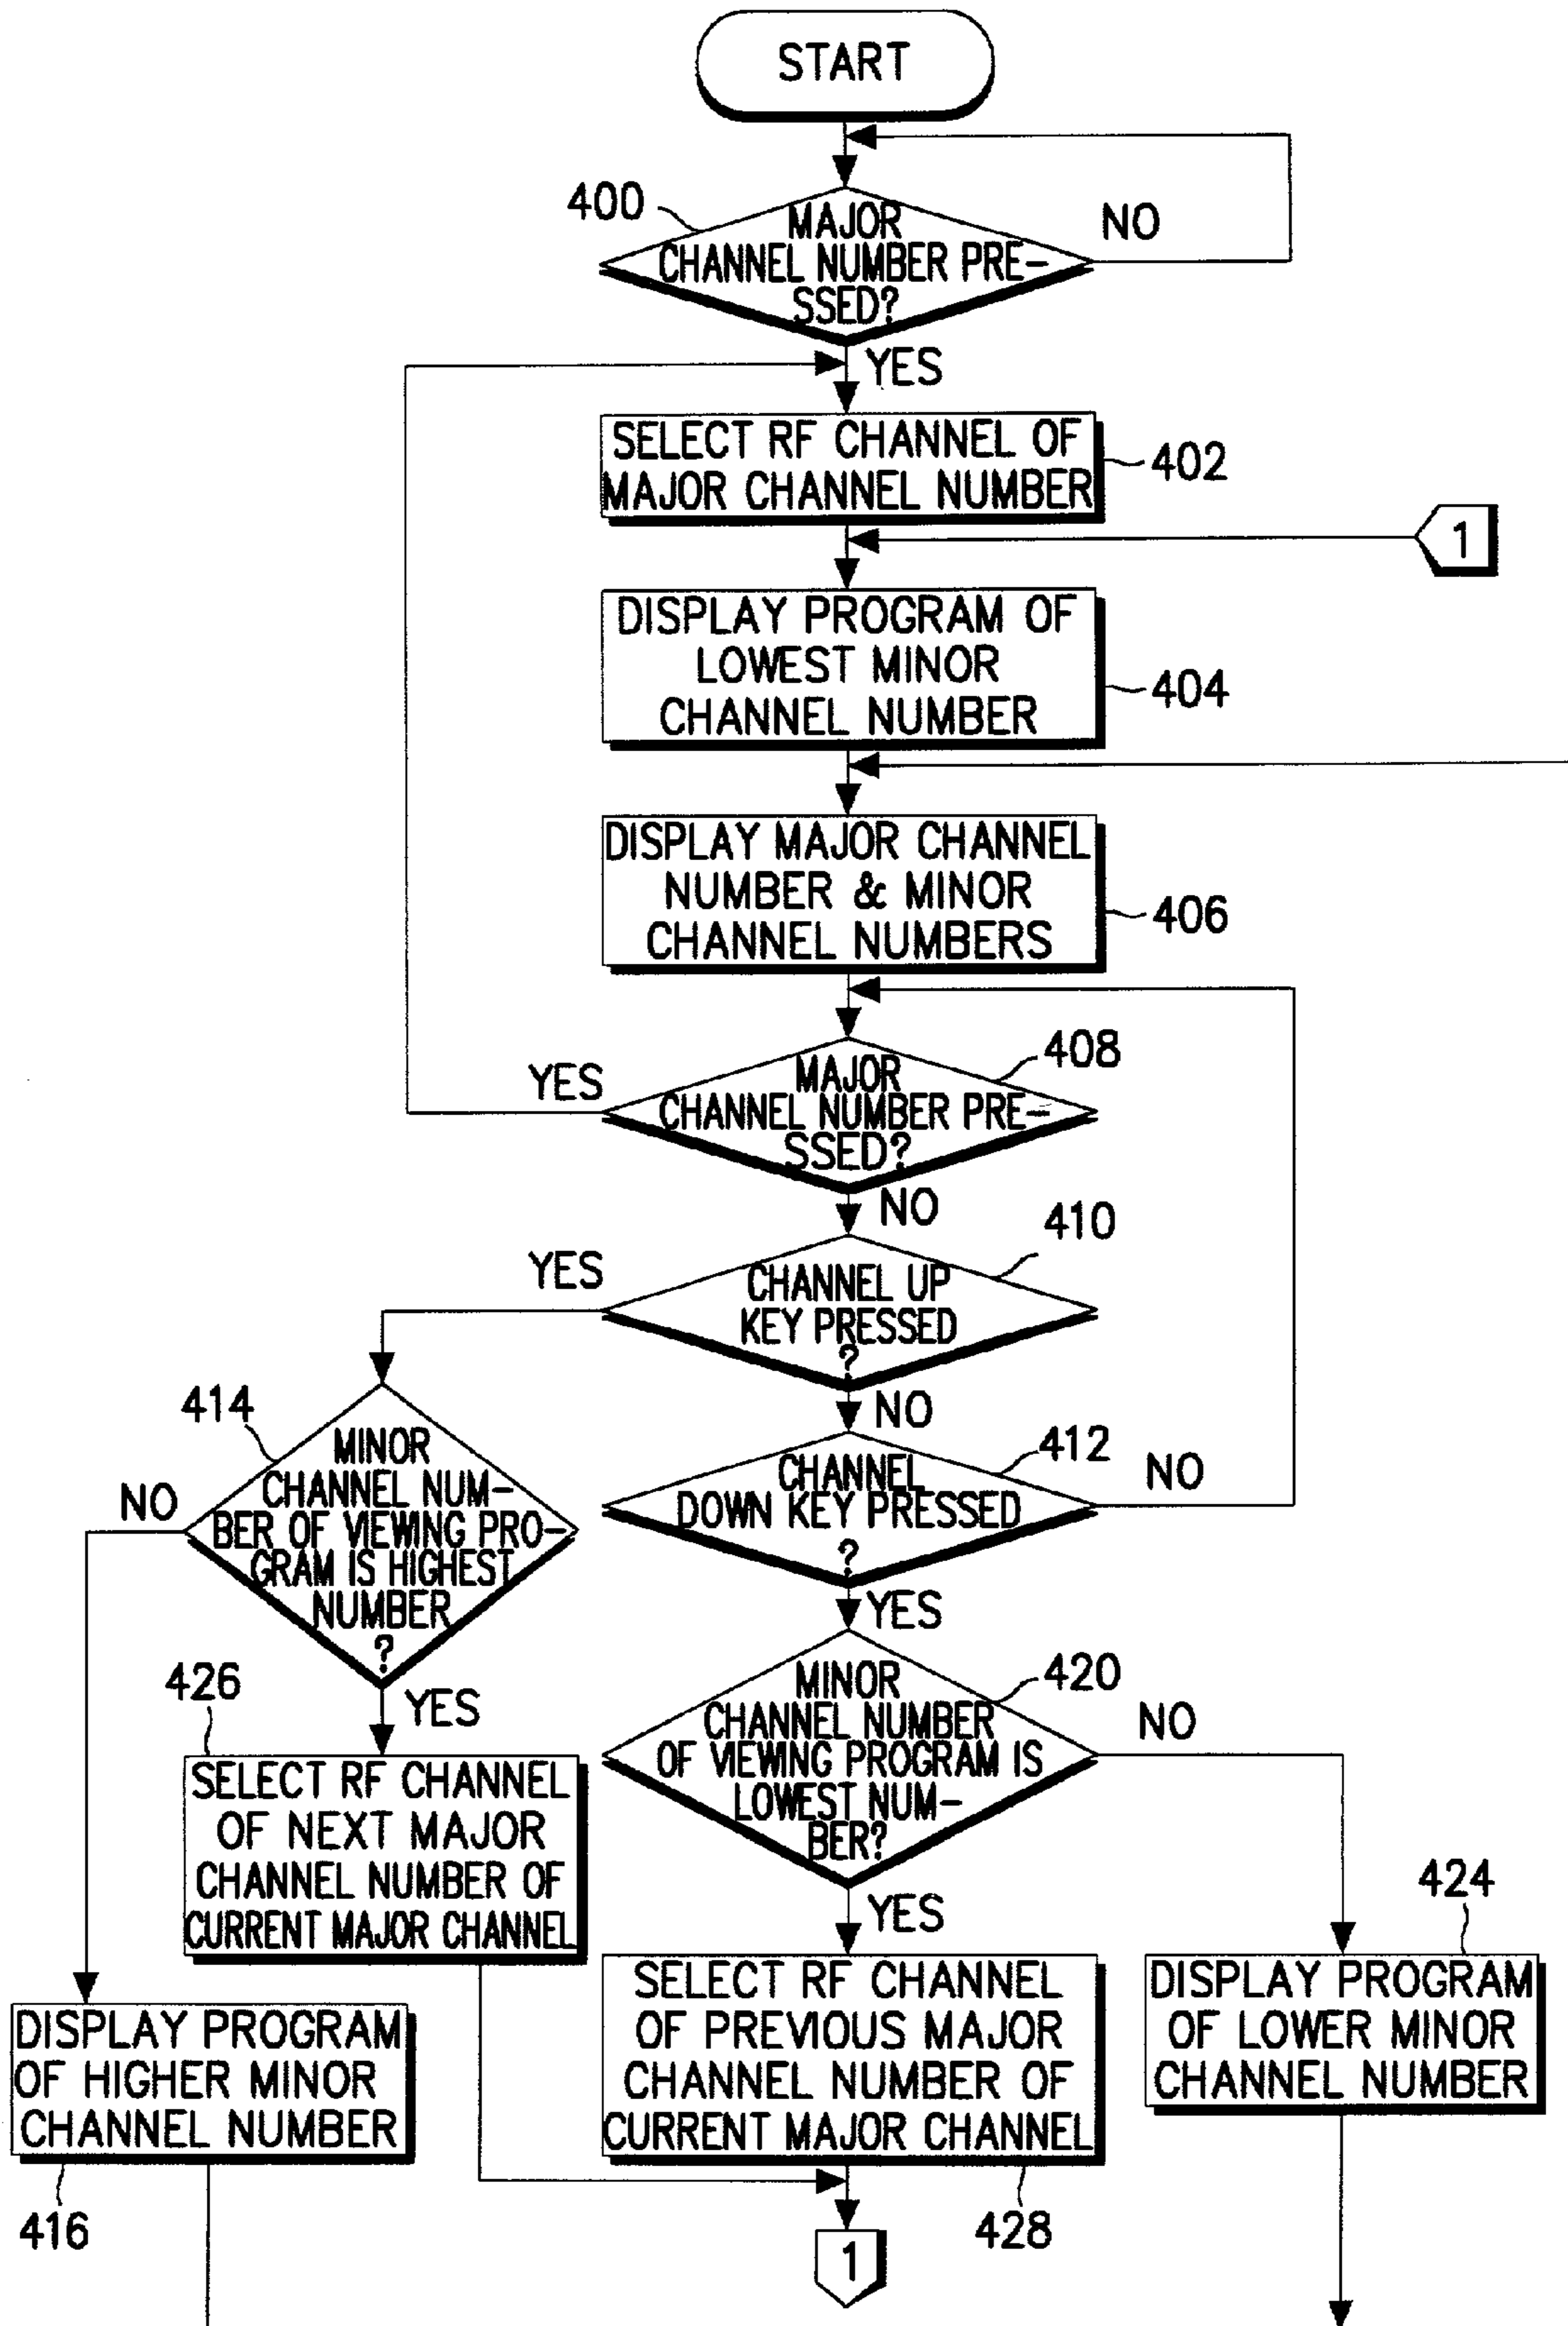 START
400
MAJOR
CHANNEL NUMBER PRE-
SSED?
NO
YES
SELECT RF CHANNEL OF
MAJOR CHANNEL NUMBER
402
1
DISPLAY PROGRAM OF
LOWEST MINOR
CHANNEL NUMBER
404
DISPLAY MAJOR CHANNEL
NUMBER & MINOR
CHANNEL NUMBERS
406
408
YES
MAJOR
CHANNEL NUMBER PRE-
SSED?
NO
410
YES
CHANNEL UP
KEY PRESSED
?
NO
414
MINOR
CHANNEL NUM-
BER OF VIEWING PRO-
GRAM IS HIGHEST
NUMBER
?
NO
YES
412
CHANNEL
DOWN KEY PRESSED
?
NO
YES
426
SELECT RF CHANNEL
OF NEXT MAJOR
CHANNEL NUMBER OF
CURRENT MAJOR CHANNEL
420
MINOR
CHANNEL NUMBER
OF VIEWING PROGRAM IS
LOWEST NUM-
BER?
NO
YES
424
DISPLAY PROGRAM
OF HIGHER MINOR
CHANNEL NUMBER
416
SELECT RF CHANNEL
OF PREVIOUS MAJOR
CHANNEL NUMBER OF
CURRENT MAJOR CHANNEL
428
DISPLAY PROGRAM
OF LOWER MINOR
CHANNEL NUMBER
1